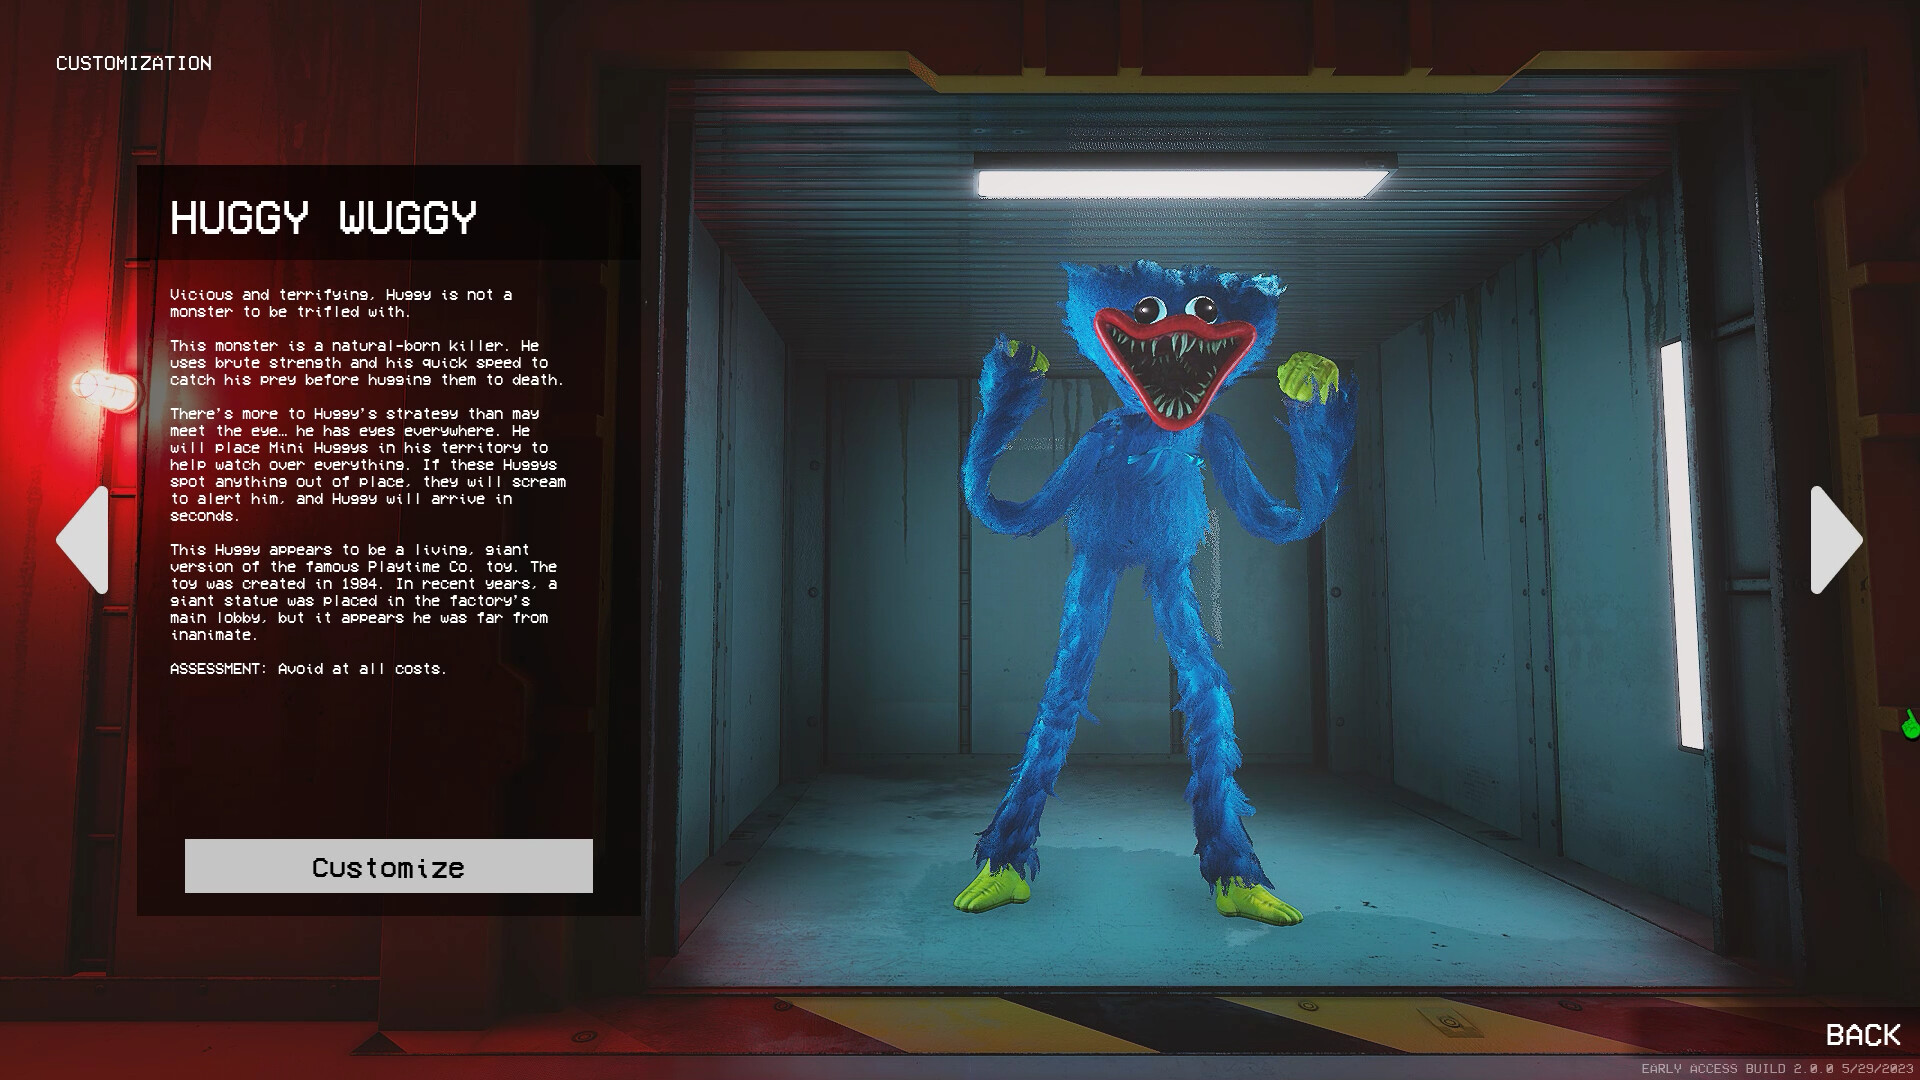 CUSTOMIZATION
HUGGY WUGGY
Vicious and terrifying, Huggy is not a
monster to be trifled with.
This monster is a natural-born killer. He
uses brute strength and his quick speed to
catch his prey before hugging them to death.
There's more to Huggy's strategy than may
meet the eye… he has eyes everywhere. He
will place Mini Huggys in his territory to
help watch over everything. If these Huggys
spot anything out of place, they will scream
to alert him, and Huggy will arrive in
seconds.
This Huggy appears to be a living, giant
version of the famous Playtime Co. toy. The
toy was created in 1984. In recent years, a
giant statue was placed in the factory's
main lobby, but it appears he was far from
inanimate.
ASSESSMENT: Avoid at all costs.
Customize
BACK
EARLY ACCESS BUILD 2.0.0 5/29/2023